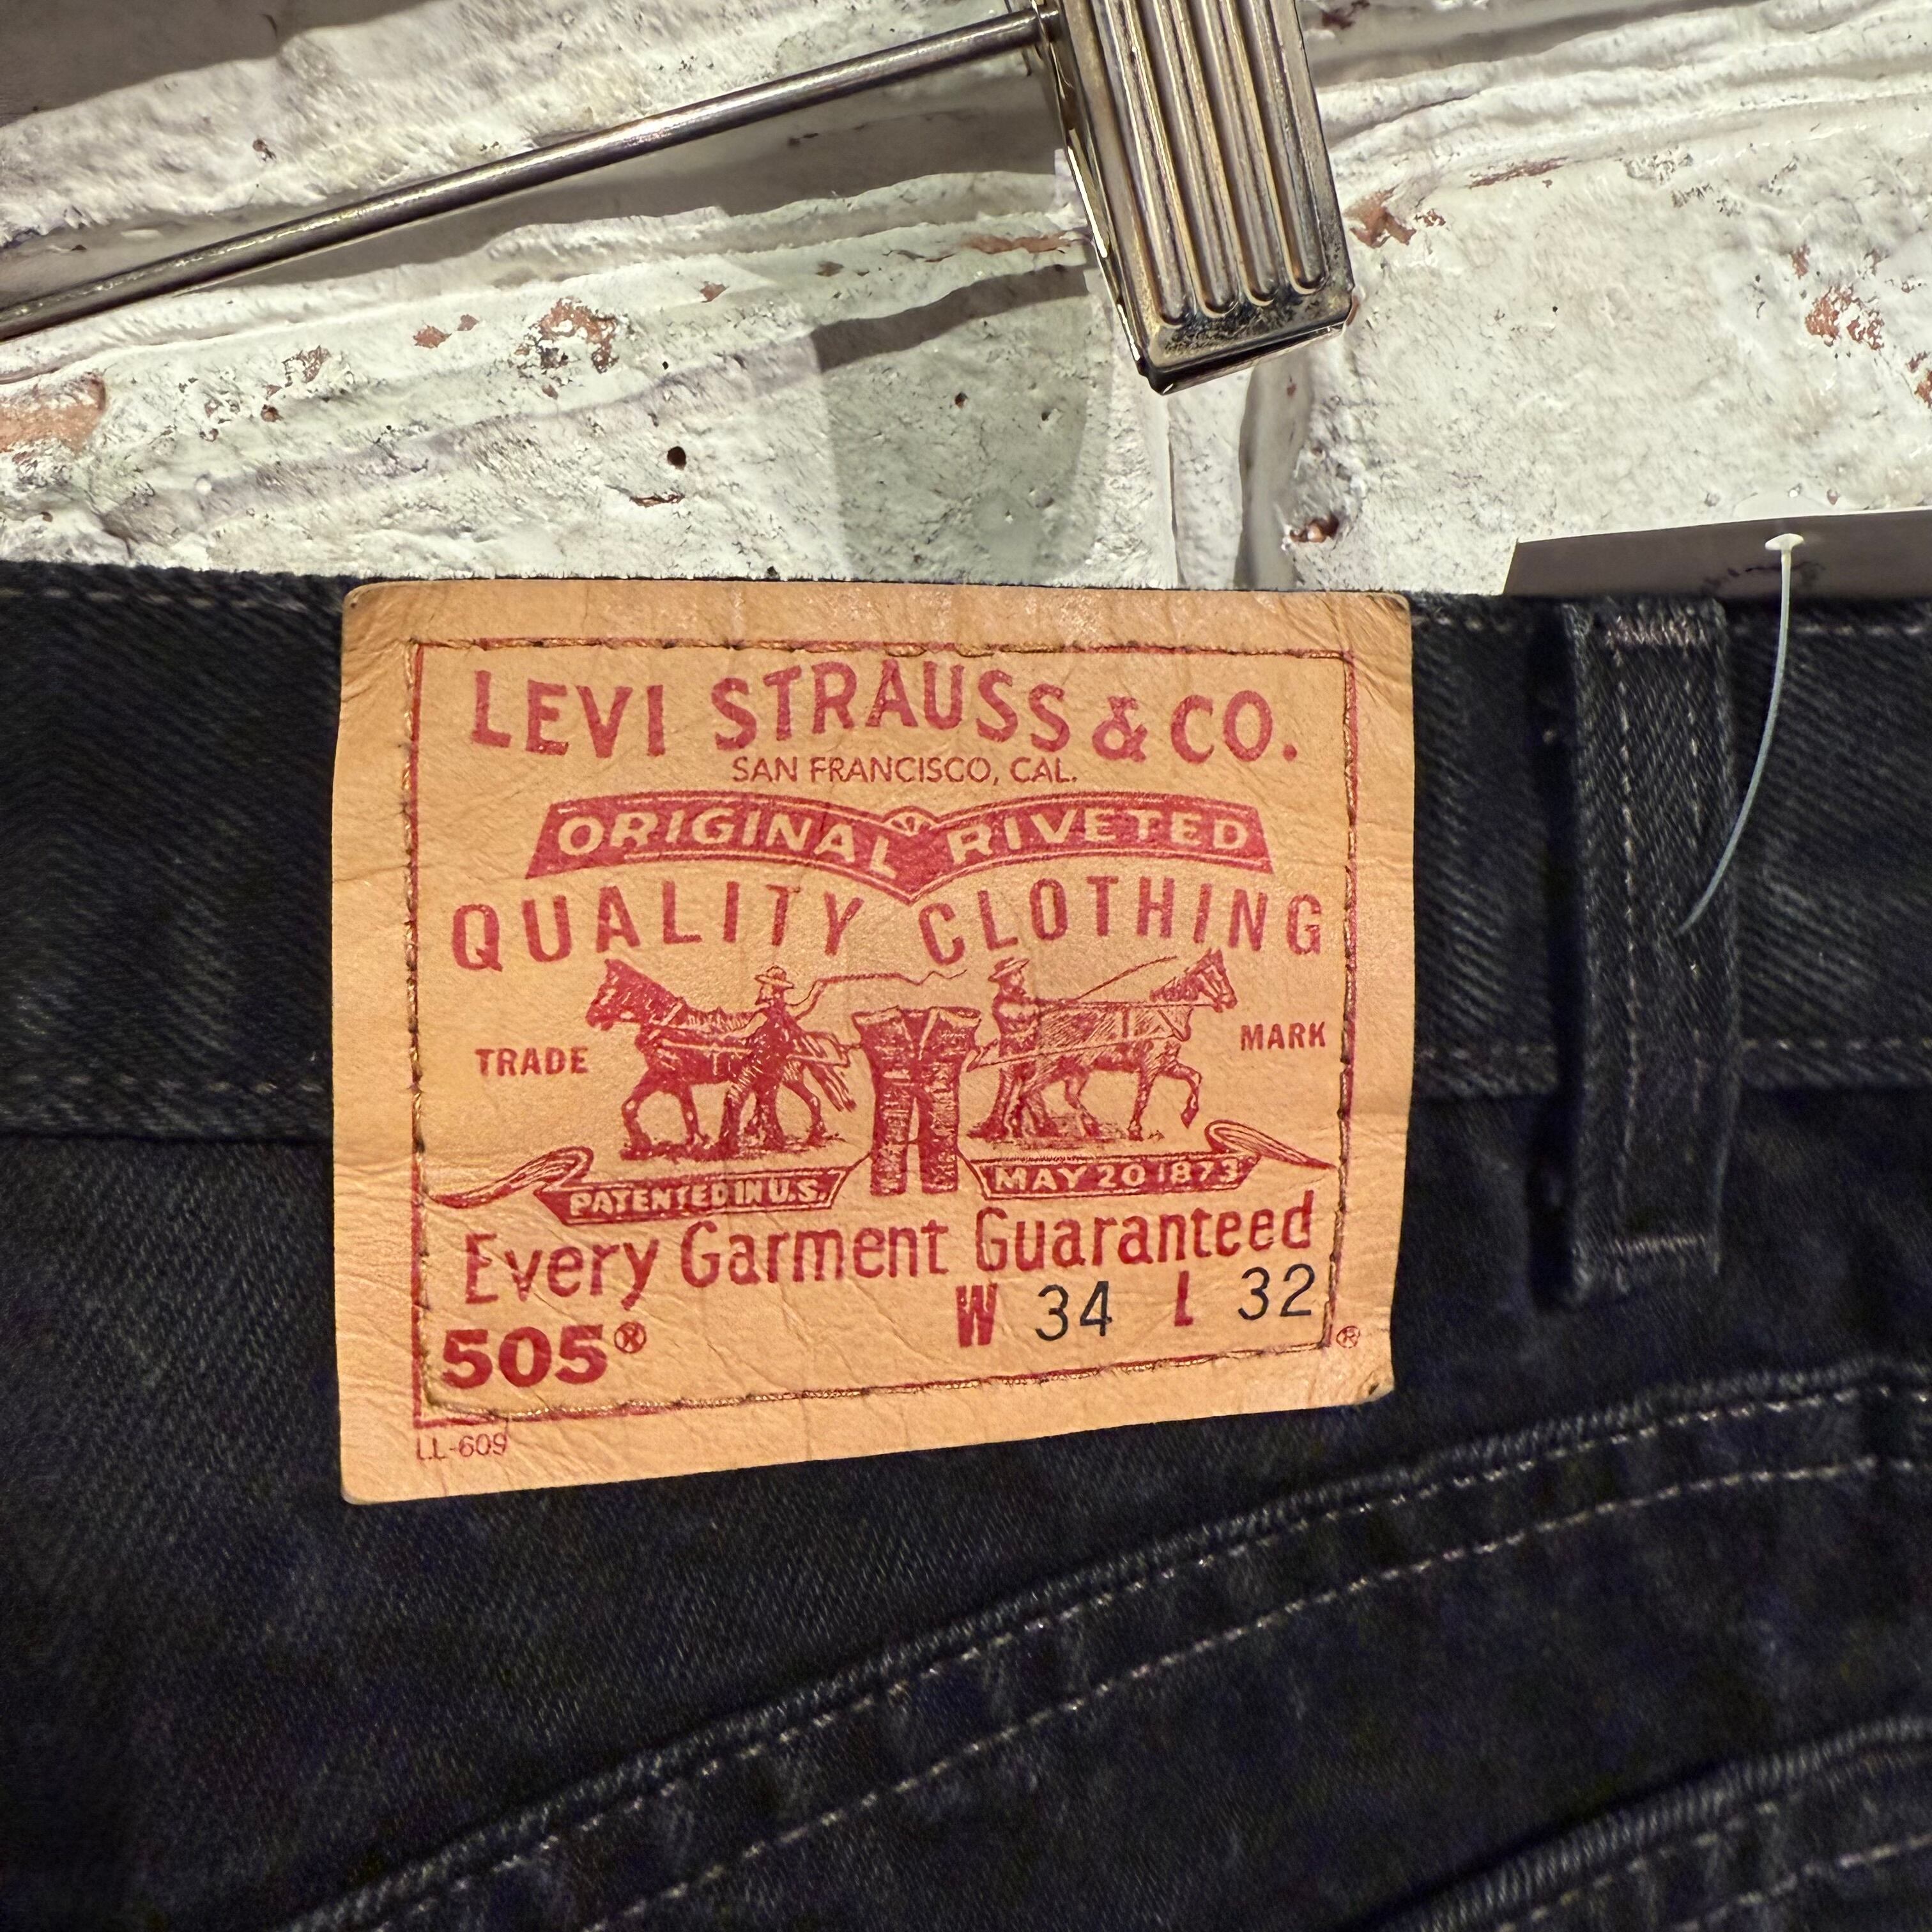 LEVI STRAUSS & CO.
SAN FRANCISCO, CAL.
ORIGINAL RIVETED
QUALITY CLOTHING
TRADE MARK
PATENTED IN U.S. MAY 20 1873
Every Garment Guaranteed
W 34 L 32
505®
®
LL-609